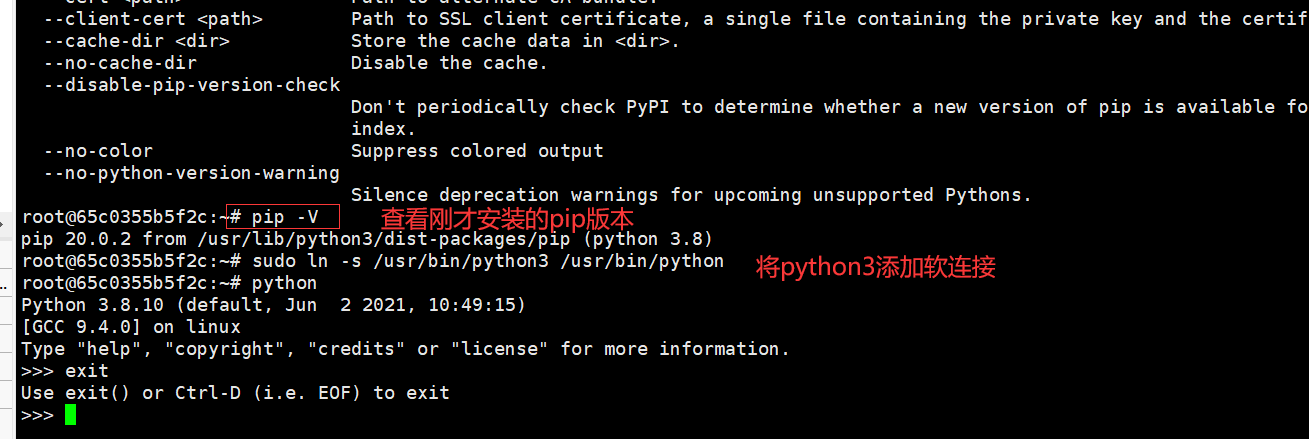 --cert <path> Path to alternate CA bundle.
--client-cert <path> Path to SSL client certificate, a single file containing the private key and the certif
--cache-dir <dir> Store the cache data in <dir>.
--no-cache-dir Disable the cache.
--disable-pip-version-check
Don't periodically check PyPI to determine whether a new version of pip is available fo
index.
--no-color Suppress colored output
--no-python-version-warning
Silence deprecation warnings for upcoming unsupported Pythons.
root@65c0355b5f2c:~# pip -V 查看刚才安装的pip版本
pip 20.0.2 from /usr/lib/python3/dist-packages/pip (python 3.8)
root@65c0355b5f2c:~# sudo ln -s /usr/bin/python3 /usr/bin/python 将python3添加软连接
root@65c0355b5f2c:~# python
Python 3.8.10 (default, Jun  2 2021, 10:49:15)
[GCC 9.4.0] on linux
Type "help", "copyright", "credits" or "license" for more information.
>>> exit
Use exit() or Ctrl-D (i.e. EOF) to exit
>>>